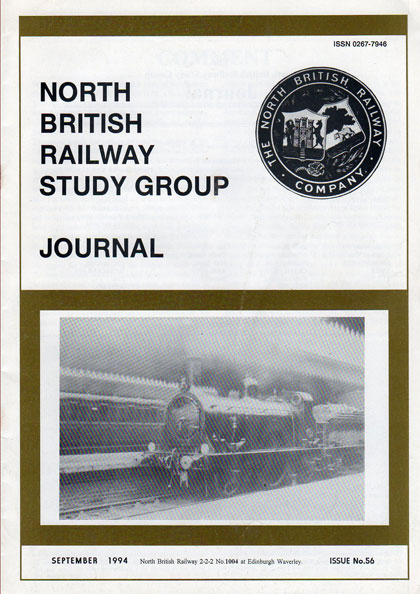 ISSN 0267-7946
NORTH
BRITISH
RAILWAY
STUDY GROUP
JOURNAL
THE NORTH BRITISH RAILWAY
COMPANY
SEPTEMBER 1994 North British Railway 2-2-2 No.1004 at Edinburgh Waverley. ISSUE No.56